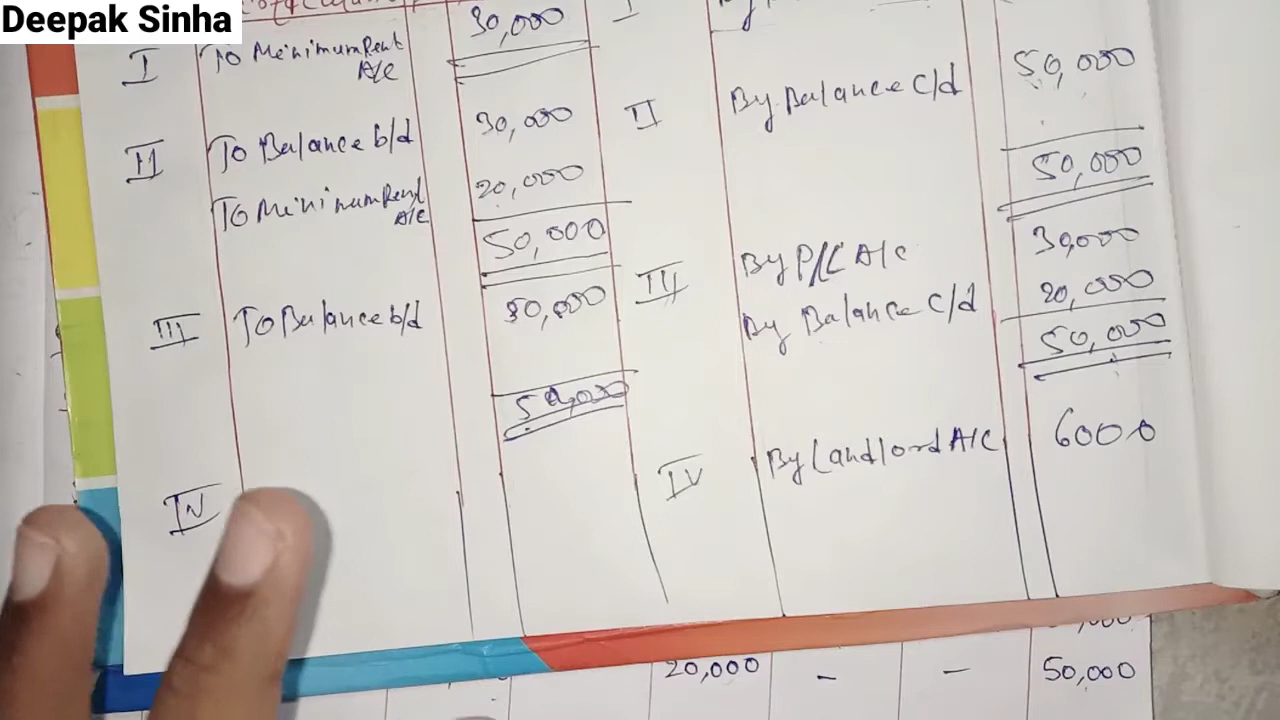 Deepak Sinha
30,000 I By
I To Minimum Rent
A/c
50,000
II By Balance c/d
30,000
II To Balance b/d
50,000
20,000
To Minimum Rent
A/c
50,000
30,000
III By P/L A/c
20,000
By Balance c/d
III To Balance b/d 50,000
50,000
50,000
6000
IV By Landlord A/C
IV
20,000 - - 50,000